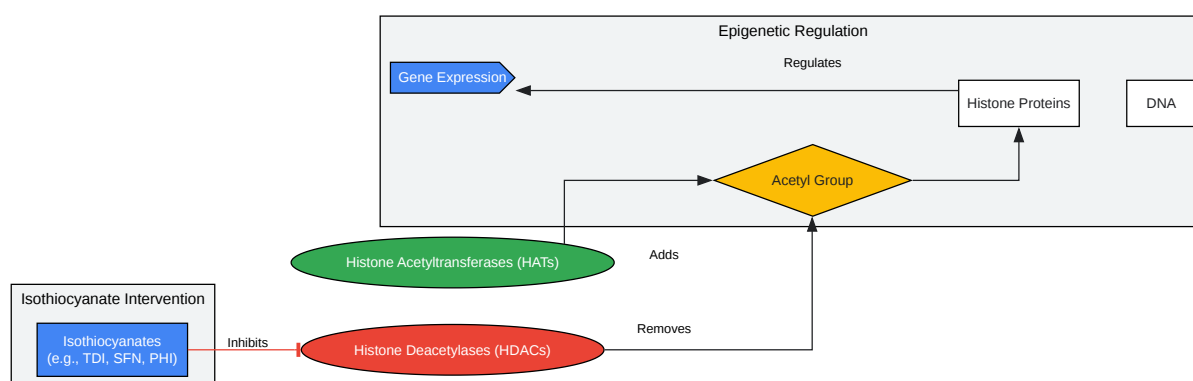 Epigenetic Regulation
Regulates
Gene Expression
Histone Proteins
DNA
Acetyl Group
Histone Acetyltransferases (HATs)
Adds
Isothiocyanate Intervention
Isothiocyanates
(e.g., TDI, SFN, PHI)
Inhibits
Histone Deacetylases (HDACs)
Removes